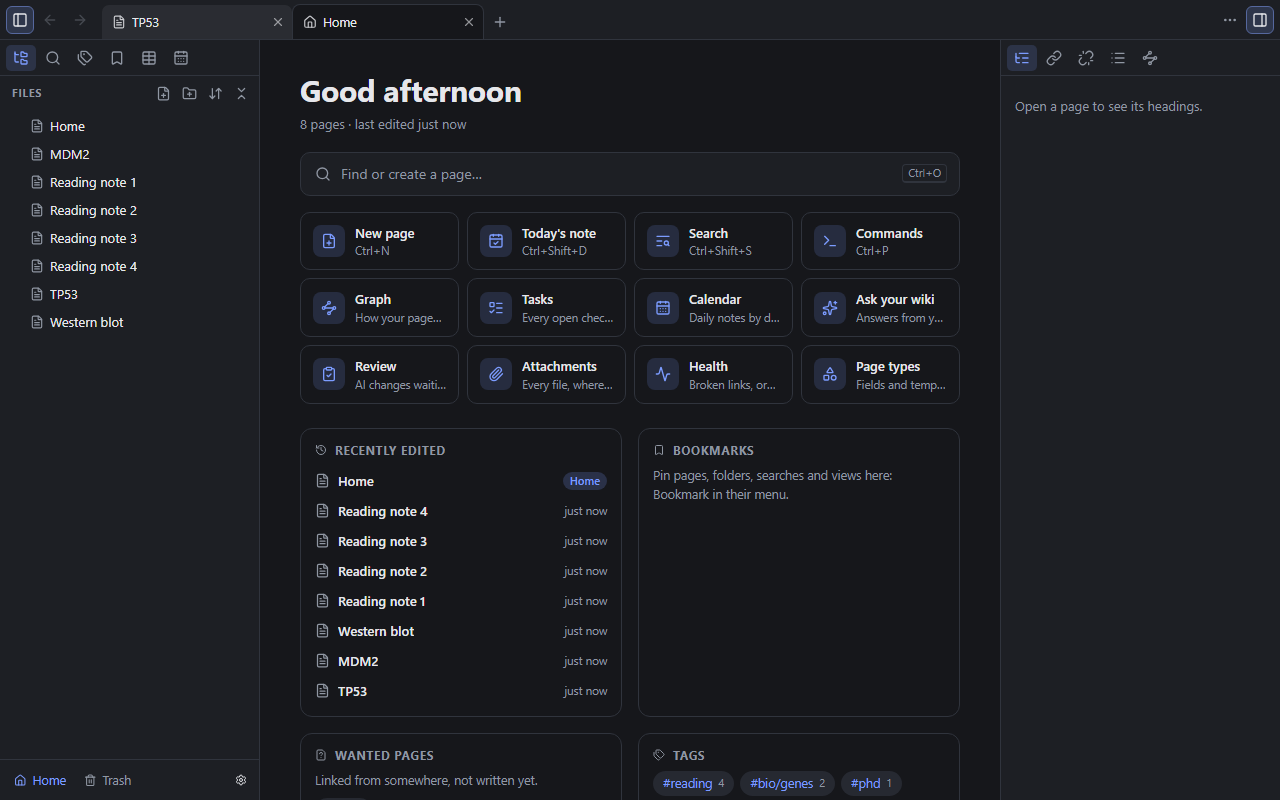 TP53
Home
FILES
Home
MDM2
Reading note 1
Reading note 2
Reading note 3
Reading note 4
TP53
Western blot
Home
Trash
Good afternoon
8 pages · last edited just now
Find or create a page...
Ctrl+O
New page
Ctrl+N
Today's note
Ctrl+Shift+D
Search
Ctrl+Shift+S
Commands
Ctrl+P
Graph
How your page...
Tasks
Every open chec...
Calendar
Daily notes by d...
Ask your wiki
Answers from y...
Review
AI changes waiti...
Attachments
Every file, where...
Health
Broken links, or...
Page types
Fields and temp...
RECENTLY EDITED
Home
Home
Reading note 4
just now
Reading note 3
just now
Reading note 2
just now
Reading note 1
just now
Western blot
just now
MDM2
just now
TP53
just now
BOOKMARKS
Pin pages, folders, searches and views here:
Bookmark in their menu.
WANTED PAGES
Linked from somewhere, not written yet.
TAGS
#reading 4
#bio/genes 2
#phd 1
Open a page to see its headings.